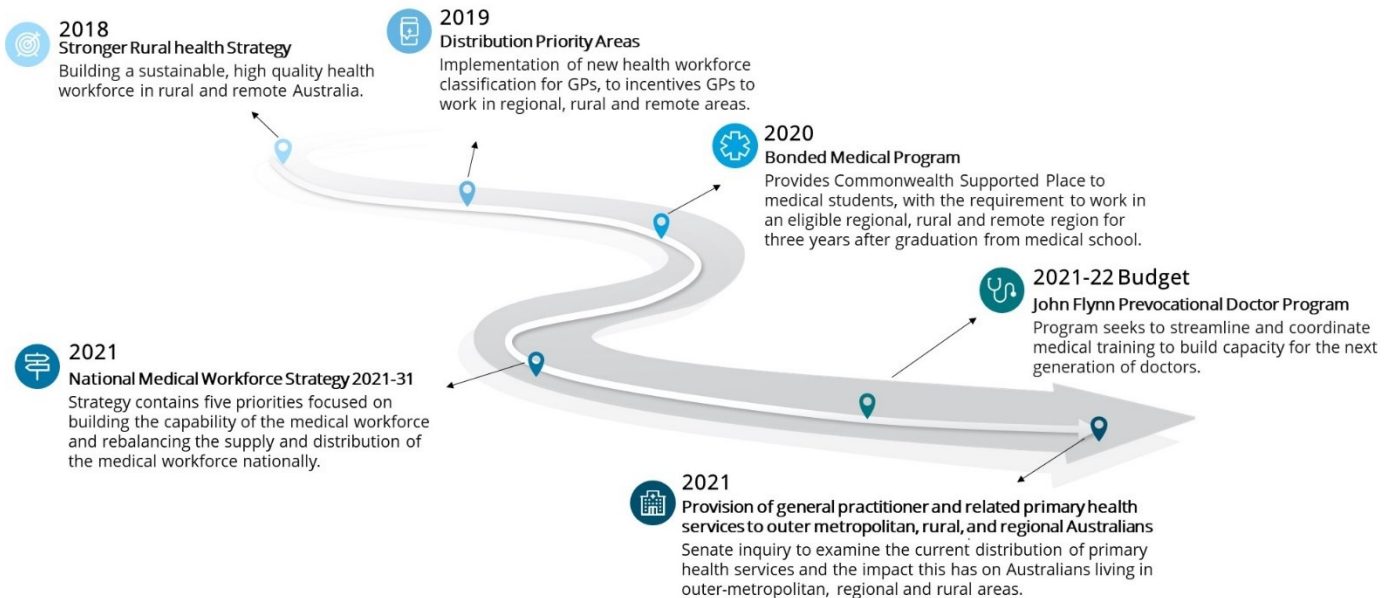 2018
Stronger Rural health Strategy
Building a sustainable, high quality health
workforce in rural and remote Australia.
2019
Distribution Priority Areas
Implementation of new health workforce
classification for GPs, to incentives GPs to
work in regional, rural and remote areas.
2020
Bonded Medical Program
Provides Commonwealth Supported Place to
medical students, with the requirement to work in
an eligible regional, rural and remote region for
three years after graduation from medical school.
2021
National Medical Workforce Strategy 2021-31
Strategy contains five priorities focused on
building the capability of the medical workforce
and rebalancing the supply and distribution of
the medical workforce nationally.
2021-22 Budget
John Flynn Prevocational Doctor Program
Program seeks to streamline and coordinate
medical training to build capacity for the next
generation of doctors.
2021
Provision of general practitioner and related primary health
services to outer metropolitan, rural, and regional Australians
Senate inquiry to examine the current distribution of primary
health services and the impact this has on Australians living in
outer-metropolitan, regional and rural areas.